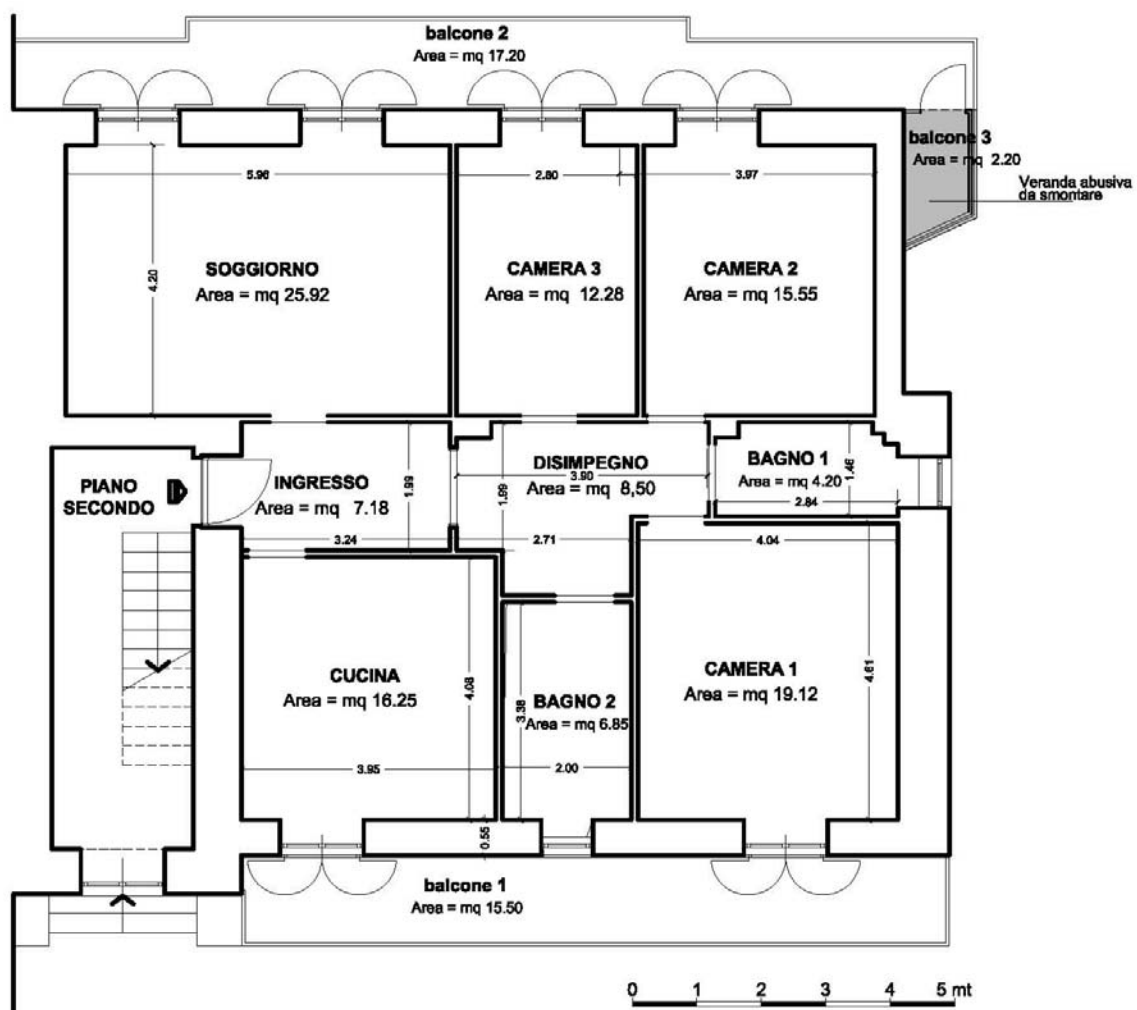 balcone 2
Area = mq 17.20
balcone 3
Area = mq 2.20
Veranda abusiva
da smontare
5.96
2.80
3.97
4.20
SOGGIORNO
Area = mq 25.92
CAMERA 3
Area = mq 12.28
CAMERA 2
Area = mq 15.55
PIANO
SECONDO
INGRESSO
Area = mq 7.18
1.99
3.24
DISIMPEGNO
3.90
Area = mq 8,50
1.99
2.71
BAGNO 1
Area = mq 4.20
1.46
2.84
4.04
CUCINA
Area = mq 16.25
4.08
3.95
BAGNO 2
Area = mq 6.85
3.38
2.00
CAMERA 1
Area = mq 19.12
4.61
0.55
balcone 1
Area = mq 15.50
0 1 2 3 4 5 mt